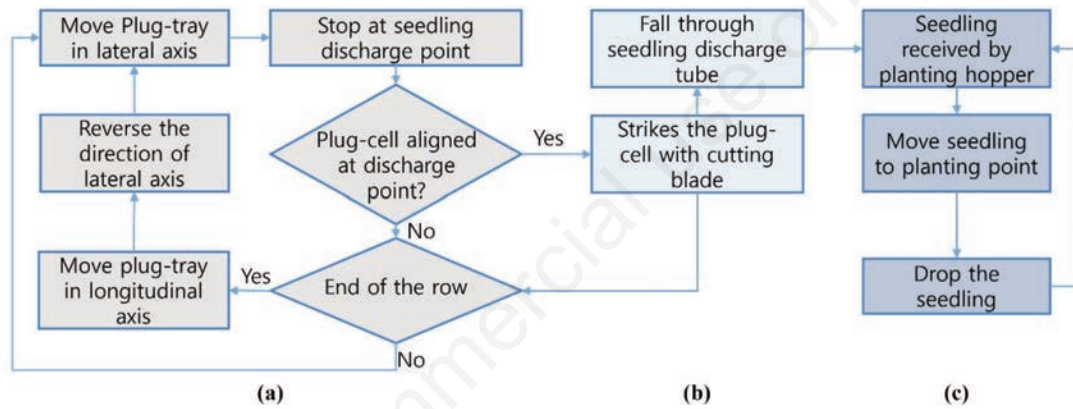 Move Plug-tray
in lateral axis
Stop at seedling
discharge point
Plug-cell aligned
at discharge
point?
Yes
No
End of the row
Yes
No
Move plug-tray
in longitudinal
axis
Reverse the
direction of
lateral axis
(a)
Fall through
seedling discharge
tube
Strikes the plug-
cell with cutting
blade
(b)
Seedling
received by
planting hopper
Move seedling
to planting point
Drop the
seedling
(c)